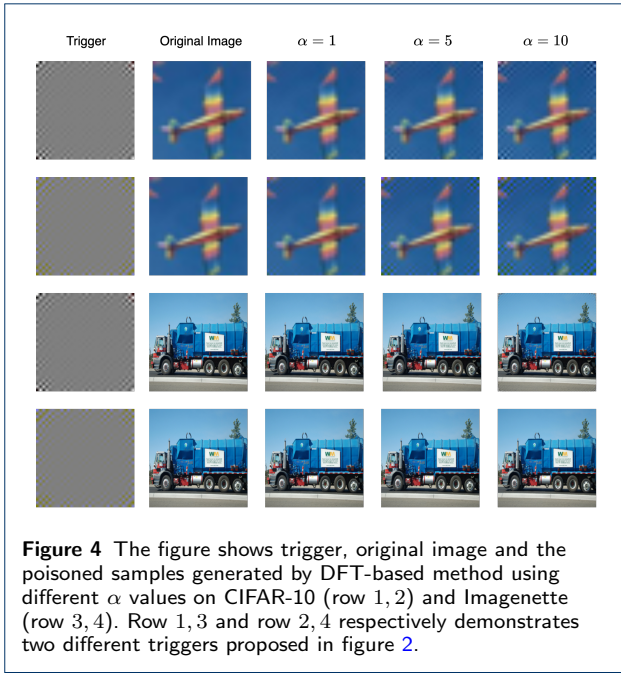 Trigger Original Image α = 1 α = 5 α = 10
Figure 4 The figure shows trigger, original image and the
poisoned samples generated by DFT-based method using
different α values on CIFAR-10 (row 1, 2) and Imagenette
(row 3, 4). Row 1, 3 and row 2, 4 respectively demonstrates
two different triggers proposed in figure 2.